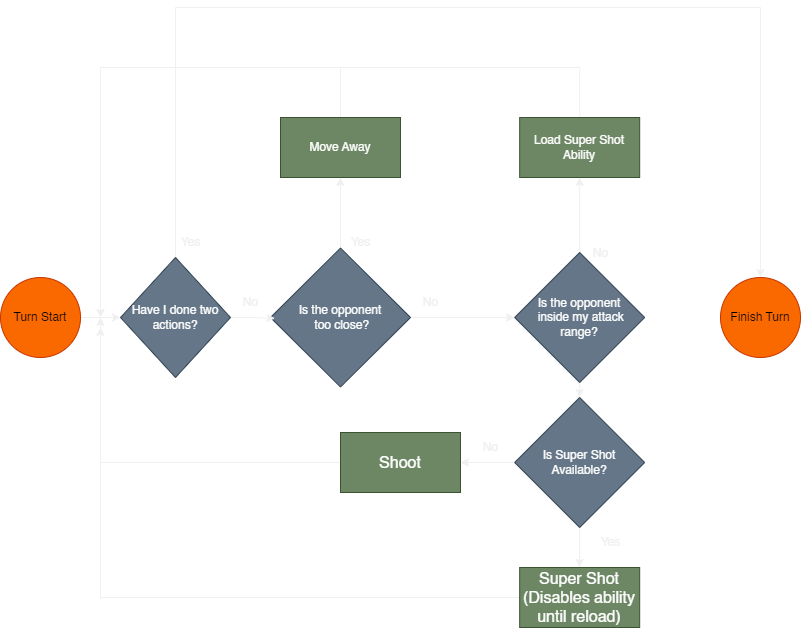 Move Away
Load Super Shot
Ability
Yes
Yes
No
Turn Start
Have I done two
actions?
No
Is the opponent
too close?
No
Is the opponent
inside my attack
range?
Finish Turn
Shoot
No
Is Super Shot
Available?
Yes
Super Shot
(Disables ability
until reload)